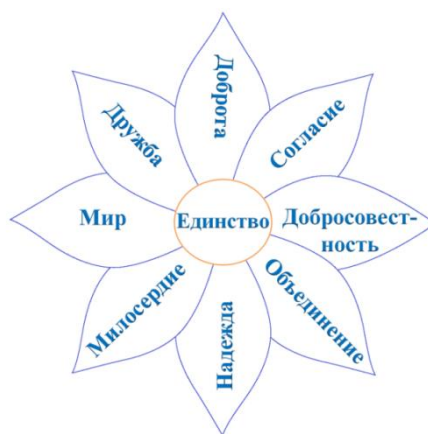 Доброта
Согласие
Добросовест-
ность
Объединение
Надежда
Милосердие
Мир
Дружба
Единство